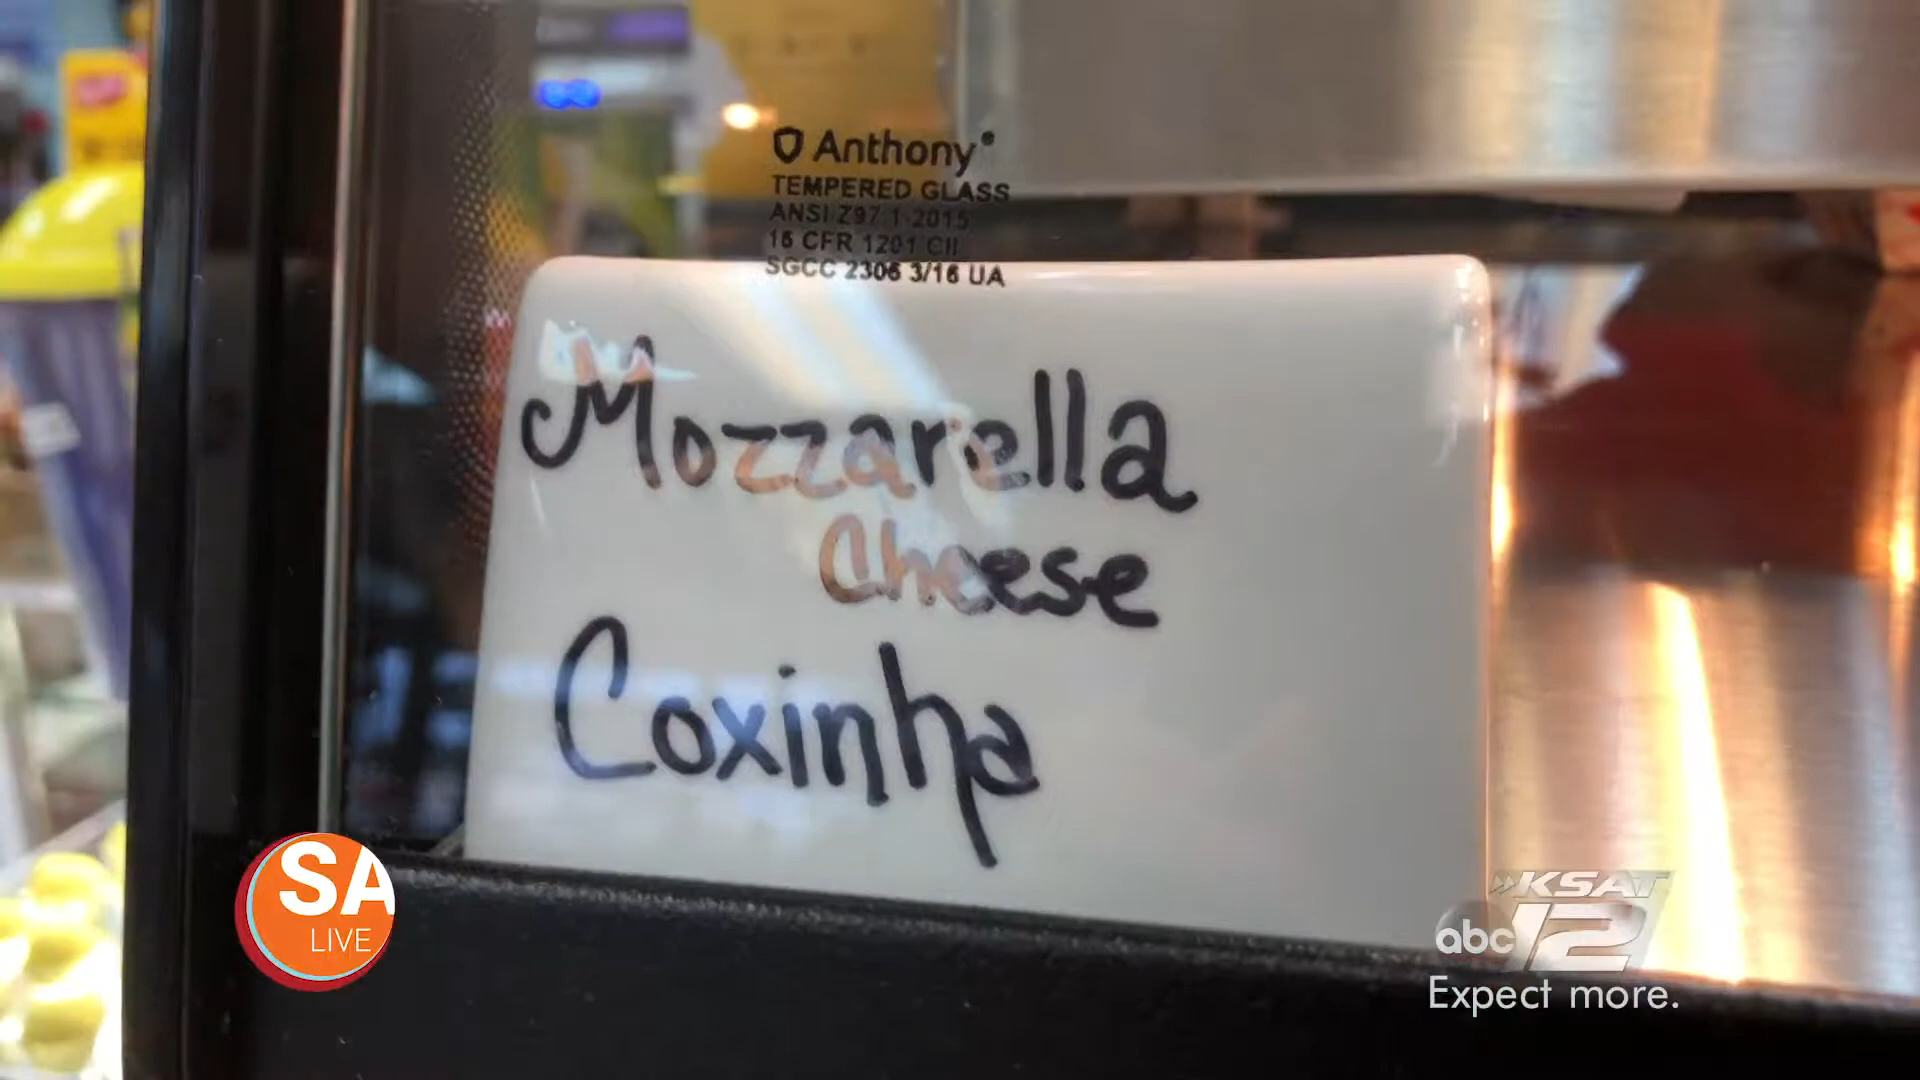 Anthony®
TEMPERED GLASS
ANSI Z97.1-2015
16 CFR 1201 CII
SGCC 2306 3/16 UA
Mozzarella
Cheese
Coxinha
SA
LIVE
KSAT
abc 12
Expect more.